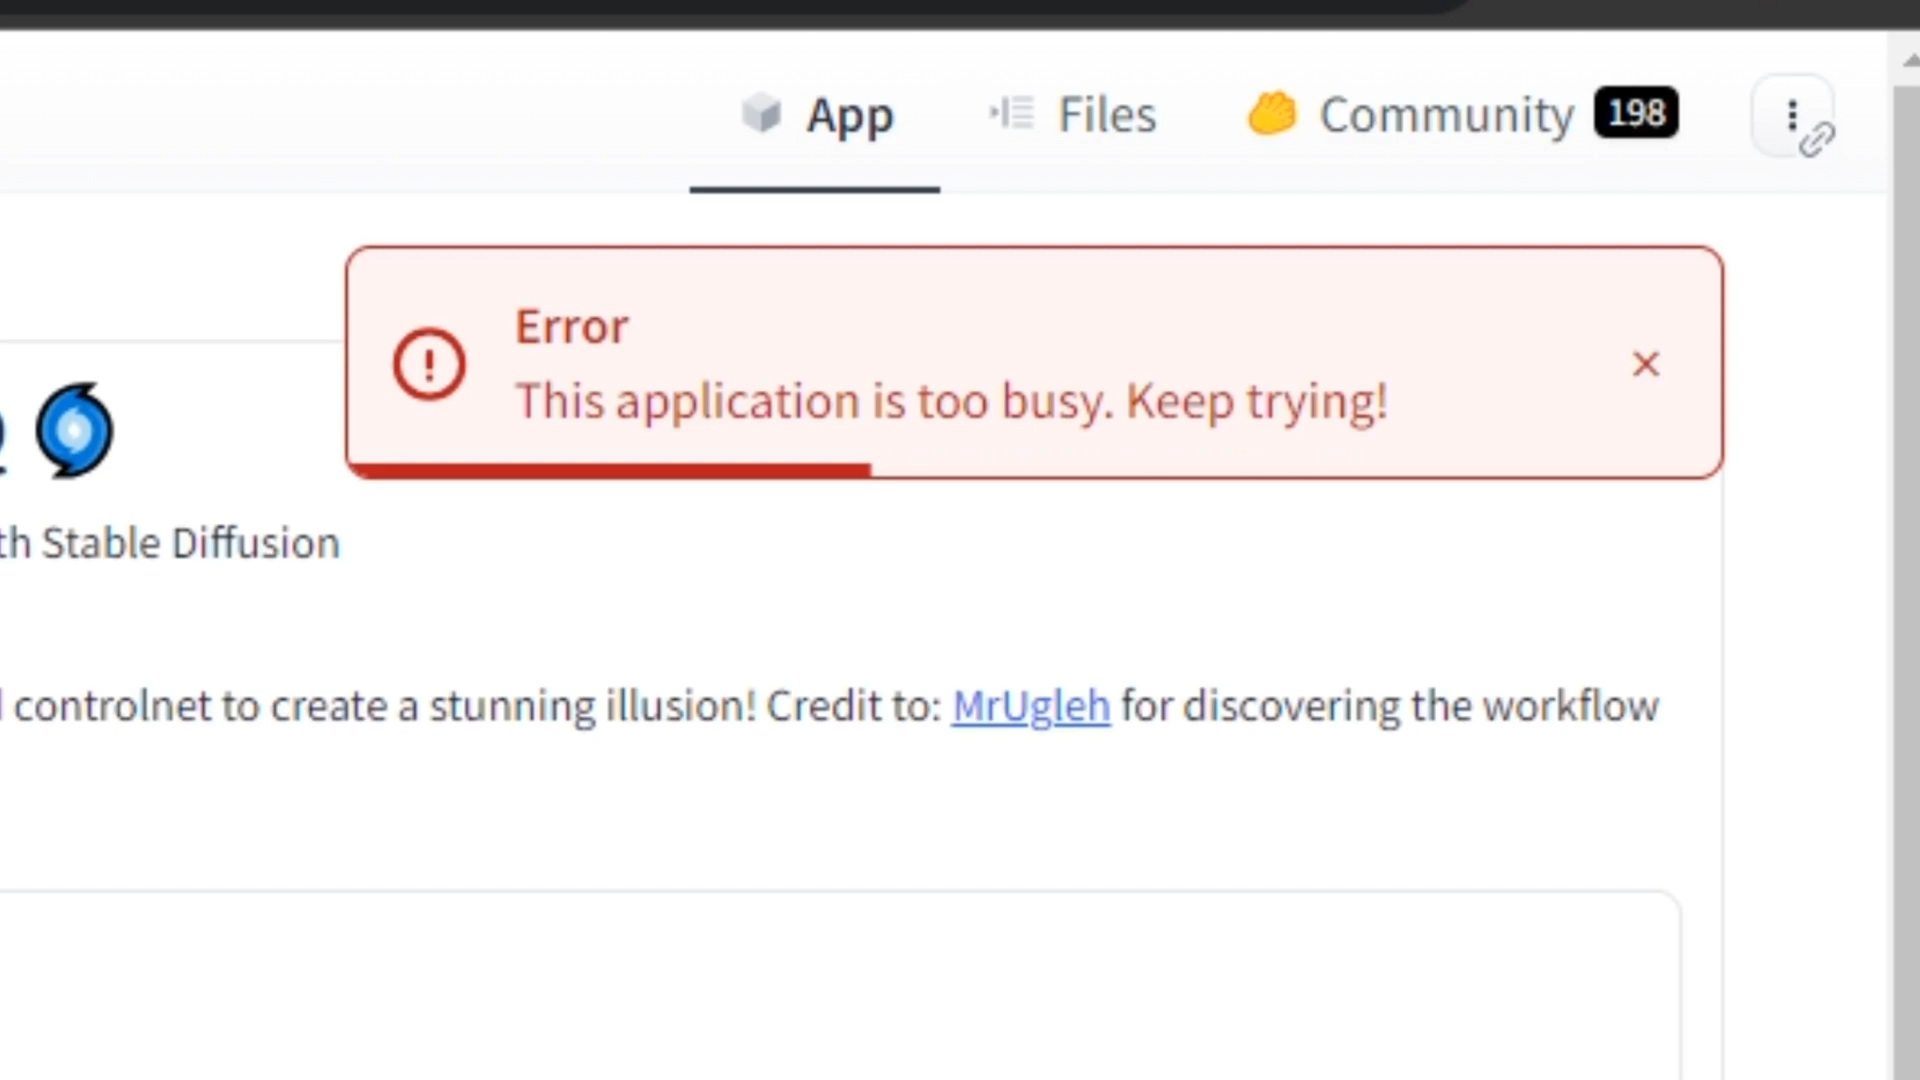 App Files Community 198
Error
This application is too busy. Keep trying!
th Stable Diffusion
controlnet to create a stunning illusion! Credit to: MrUgleh for discovering the workflow